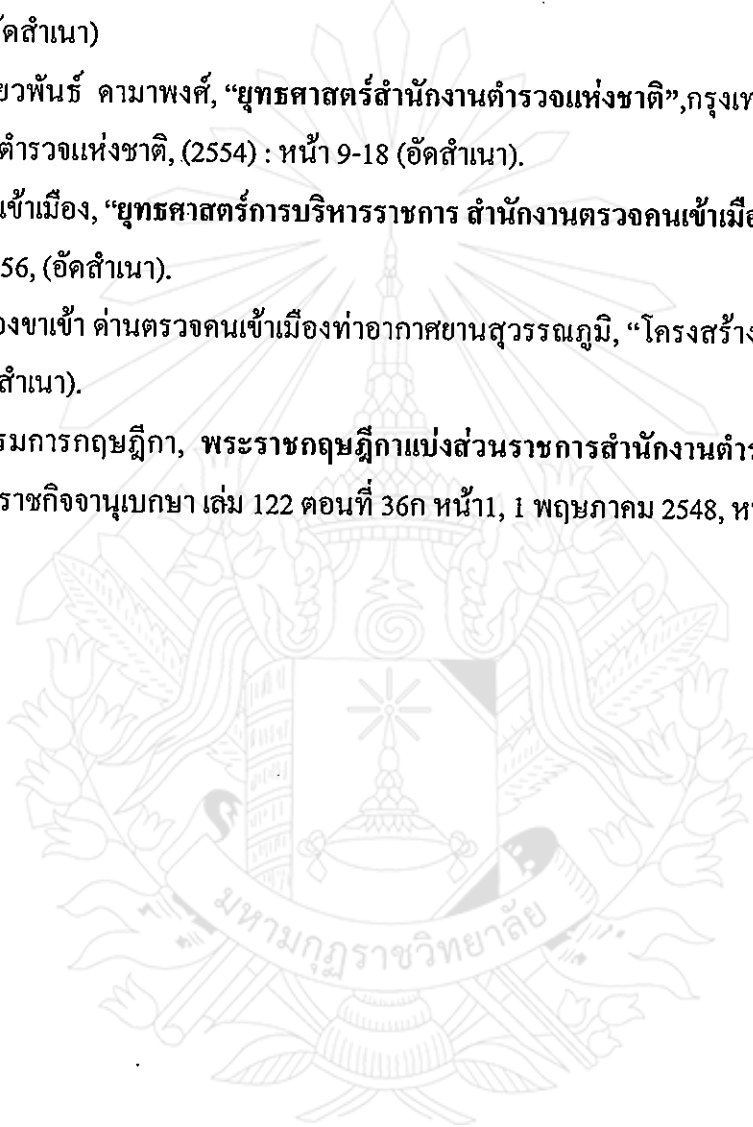 ัดสำเนา)
ยวพันธ์ ดามาพงศ์, “ยุทธศาสตร์สำนักงานตำรวจแห่งชาติ”,กรุงเท
ตำรวจแห่งชาติ, (2554) : หน้า 9-18 (อัดสำเนา).
เข้าเมือง, “ยุทธศาสตร์การบริหารราชการ สำนักงานตรวจคนเข้าเมือ
56, (อัดสำเนา).
องขาเข้า ด่านตรวจคนเข้าเมืองท่าอากาศยานสุวรรณภูมิ, “โครงสร้าง
สำเนา).
รมการกฤษฎีกา, พระราชกฤษฎีกาแบ่งส่วนราชการสำนักงานตำร
ราชกิจจานุเบกษา เล่ม 122 ตอนที่ 36ก หน้า1, 1 พฤษภาคม 2548, ห
มหามกุฏราชวิทยาลัย